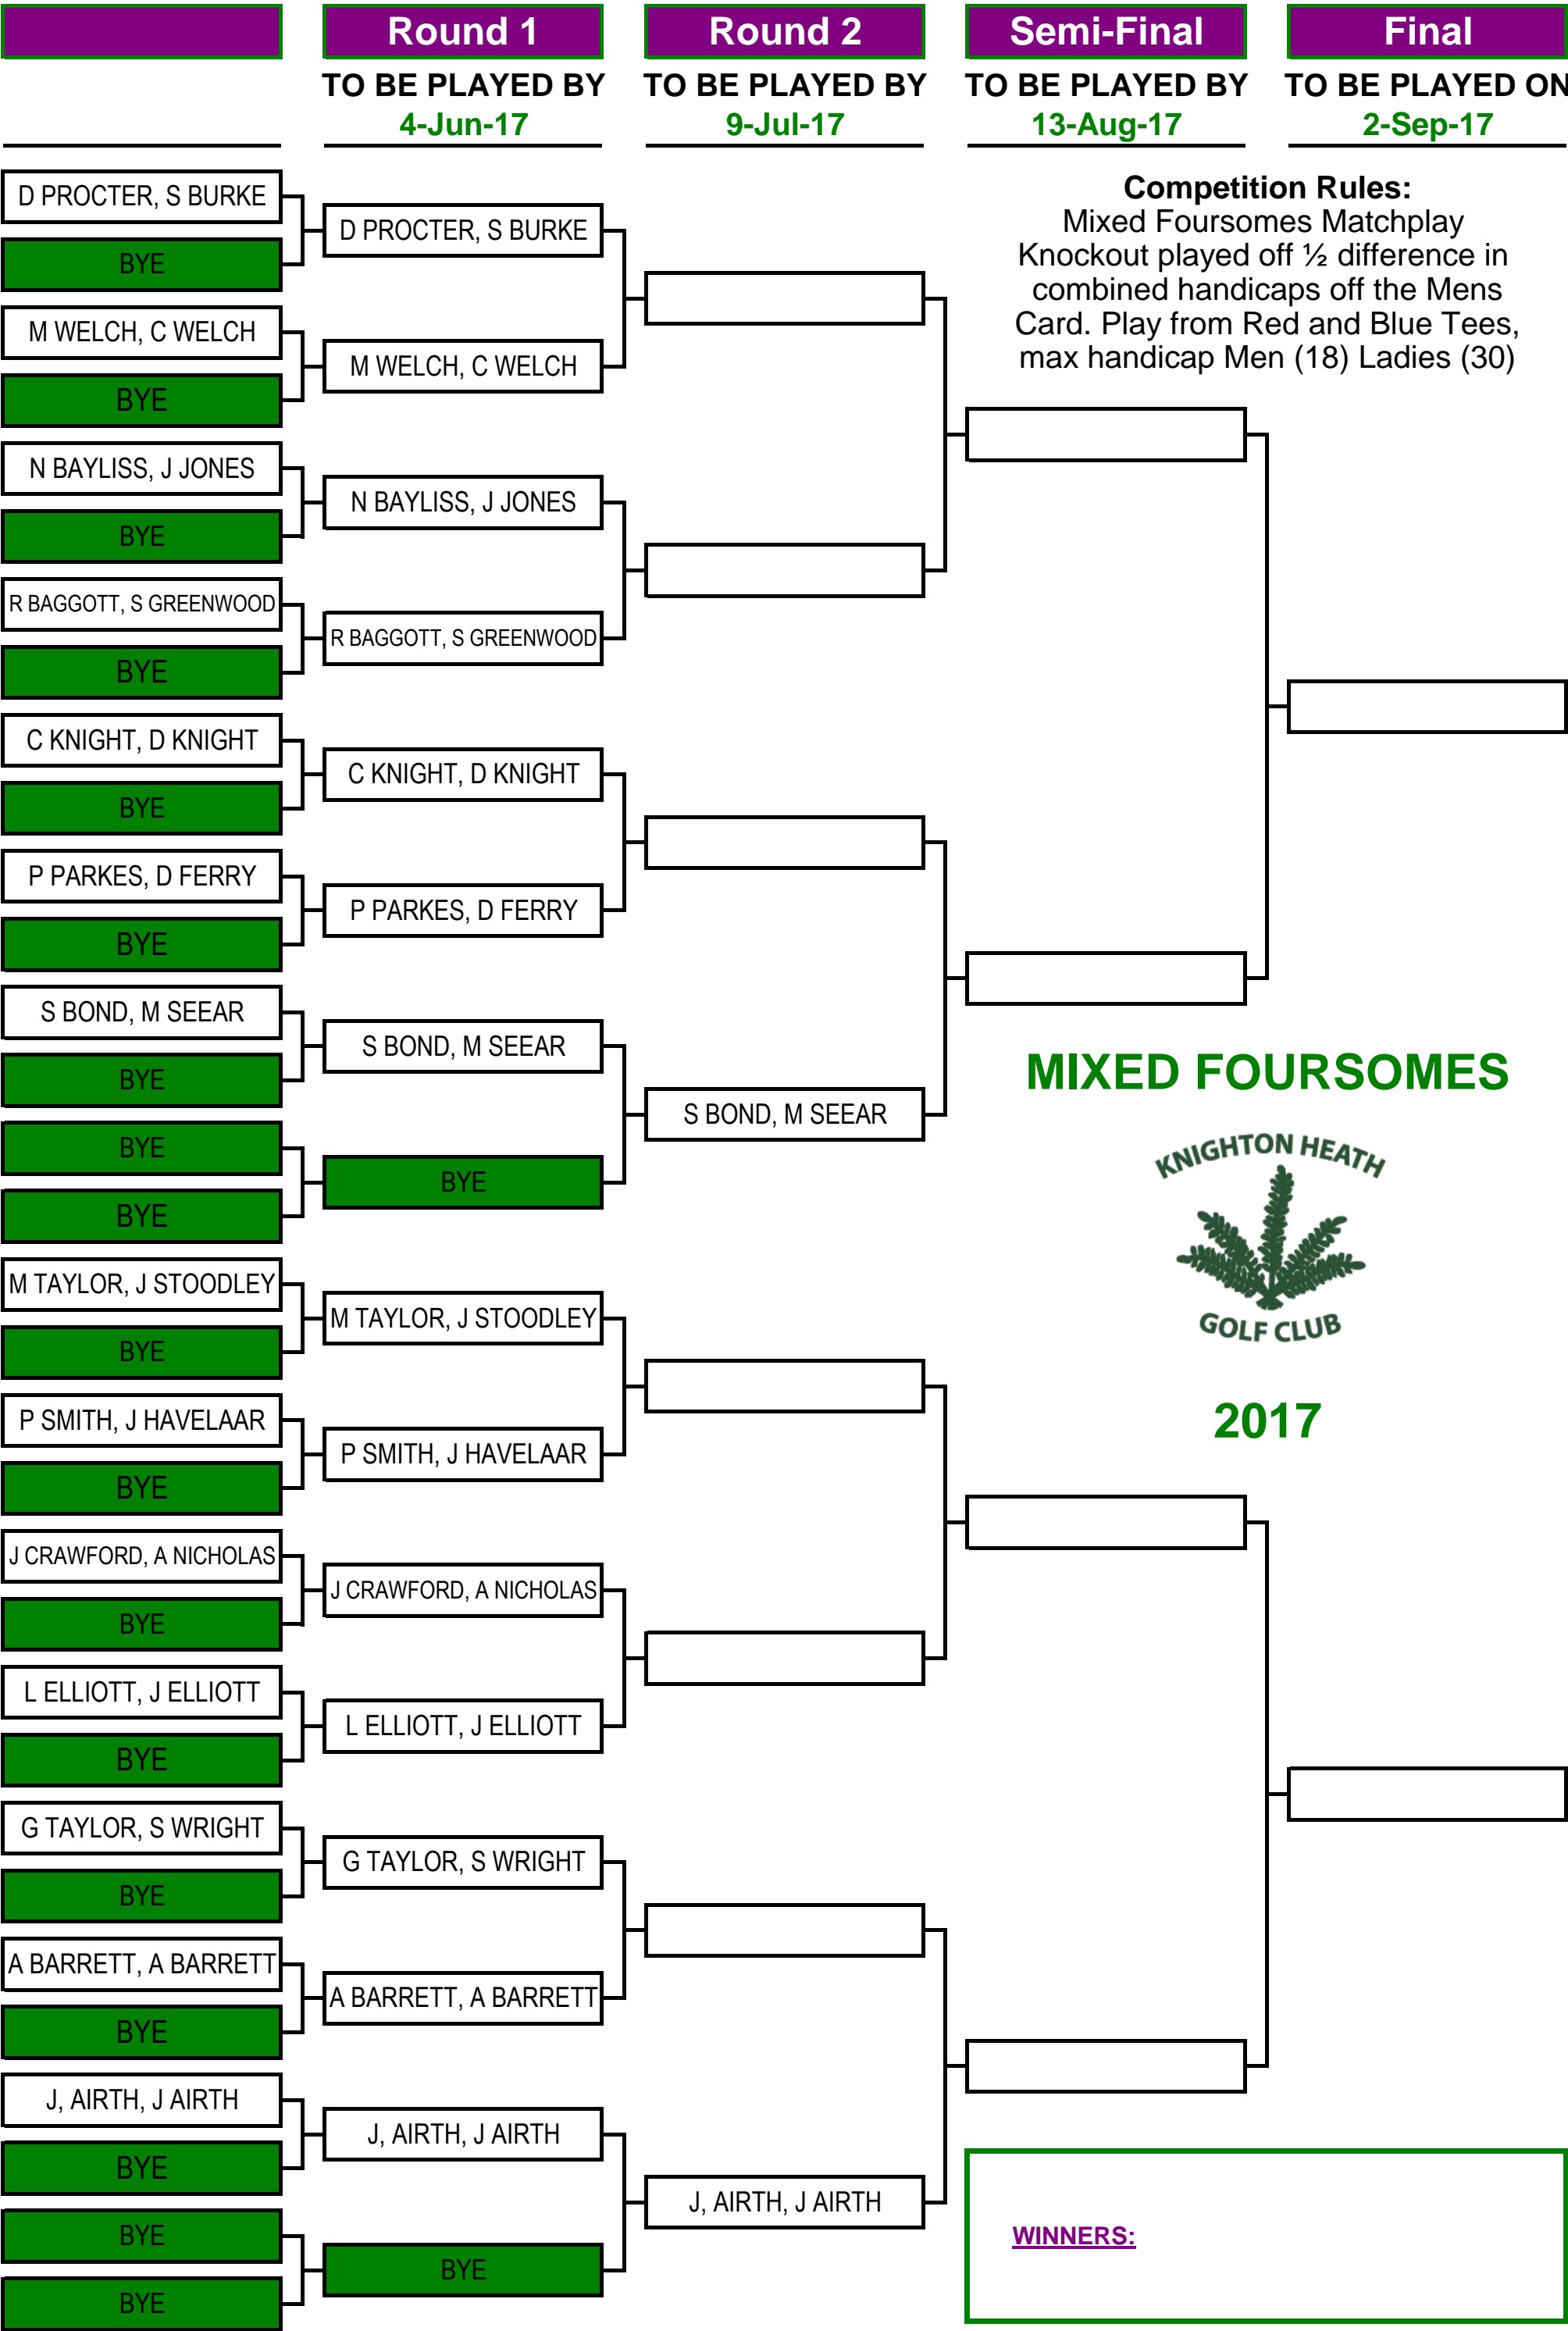 Round 1
Round 2
Semi-Final
Final
TO BE PLAYED BY
TO BE PLAYED BY
TO BE PLAYED BY
TO BE PLAYED ON
4-Jun-17
9-Jul-17
13-Aug-17
2-Sep-17
D PROCTER, S BURKE
BYE
M WELCH, C WELCH
BYE
N BAYLISS, J JONES
BYE
R BAGGOTT, S GREENWOOD
BYE
C KNIGHT, D KNIGHT
BYE
P PARKES, D FERRY
BYE
S BOND, M SEEAR
BYE
BYE
BYE
M TAYLOR, J STOODLEY
BYE
P SMITH, J HAVELAAR
BYE
J CRAWFORD, A NICHOLAS
BYE
L ELLIOTT, J ELLIOTT
BYE
G TAYLOR, S WRIGHT
BYE
A BARRETT, A BARRETT
BYE
J, AIRTH, J AIRTH
BYE
BYE
BYE
D PROCTER, S BURKE
M WELCH, C WELCH
N BAYLISS, J JONES
R BAGGOTT, S GREENWOOD
C KNIGHT, D KNIGHT
P PARKES, D FERRY
S BOND, M SEEAR
BYE
M TAYLOR, J STOODLEY
P SMITH, J HAVELAAR
J CRAWFORD, A NICHOLAS
L ELLIOTT, J ELLIOTT
G TAYLOR, S WRIGHT
A BARRETT, A BARRETT
J, AIRTH, J AIRTH
BYE
S BOND, M SEEAR
J, AIRTH, J AIRTH
Competition Rules:
Mixed Foursomes Matchplay
Knockout played off ½ difference in
combined handicaps off the Mens
Card. Play from Red and Blue Tees,
max handicap Men (18) Ladies (30)
MIXED FOURSOMES
KNIGHTON HEATH
GOLF CLUB
2017
WINNERS: